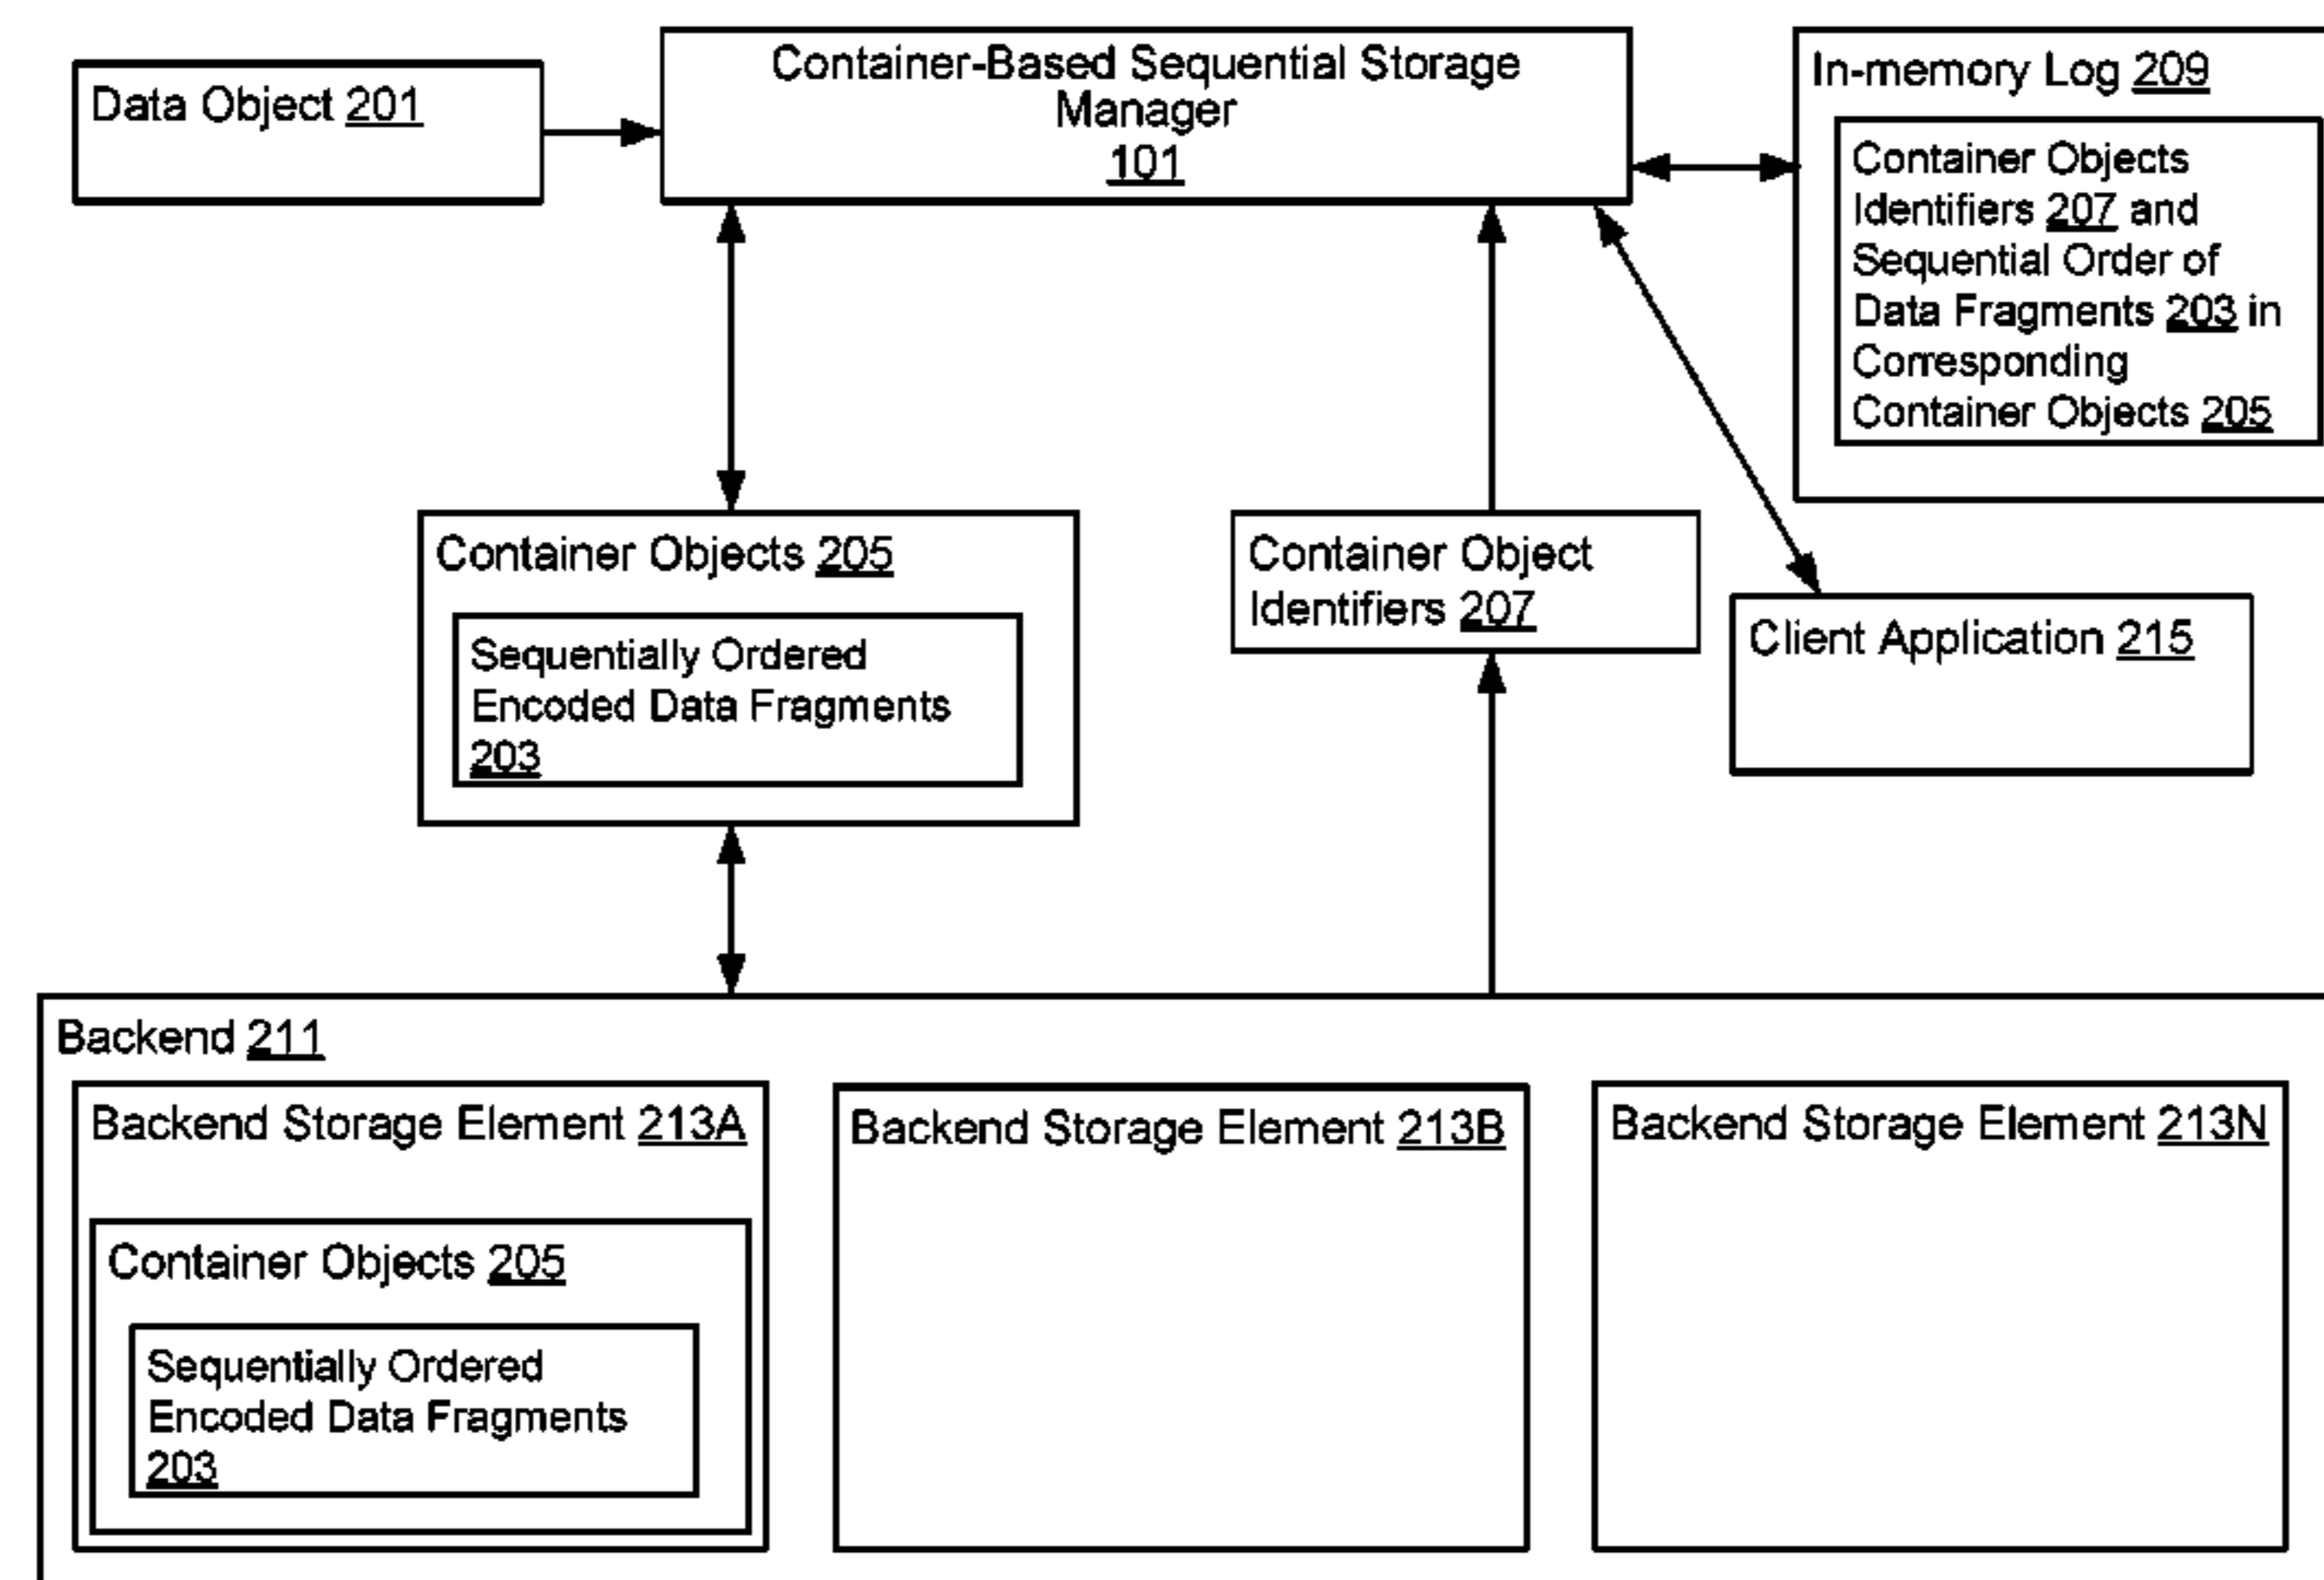 Data Object 201
Container-Based Sequential Storage
Manager
101
In-memory Log 209
Container Objects
Identifiers 207 and
Sequential Order of
Data Fragments 203 in
Corresponding
Container Objects 205
Container Objects 205
Sequentially Ordered
Encoded Data Fragments
203
Container Object
Identifiers 207
Client Application 215
Backend 211
Backend Storage Element 213A
Container Objects 205
Sequentially Ordered
Encoded Data Fragments
203
Backend Storage Element 213B
Backend Storage Element 213N